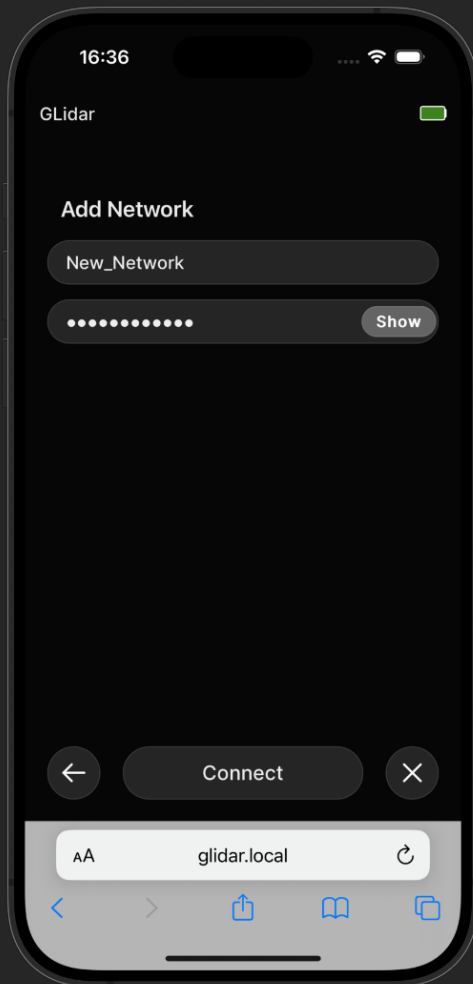 16:36
GLidar
Add Network
New_Network
●●●●●●●●●●●●
Show
Connect
AA
glidar.local